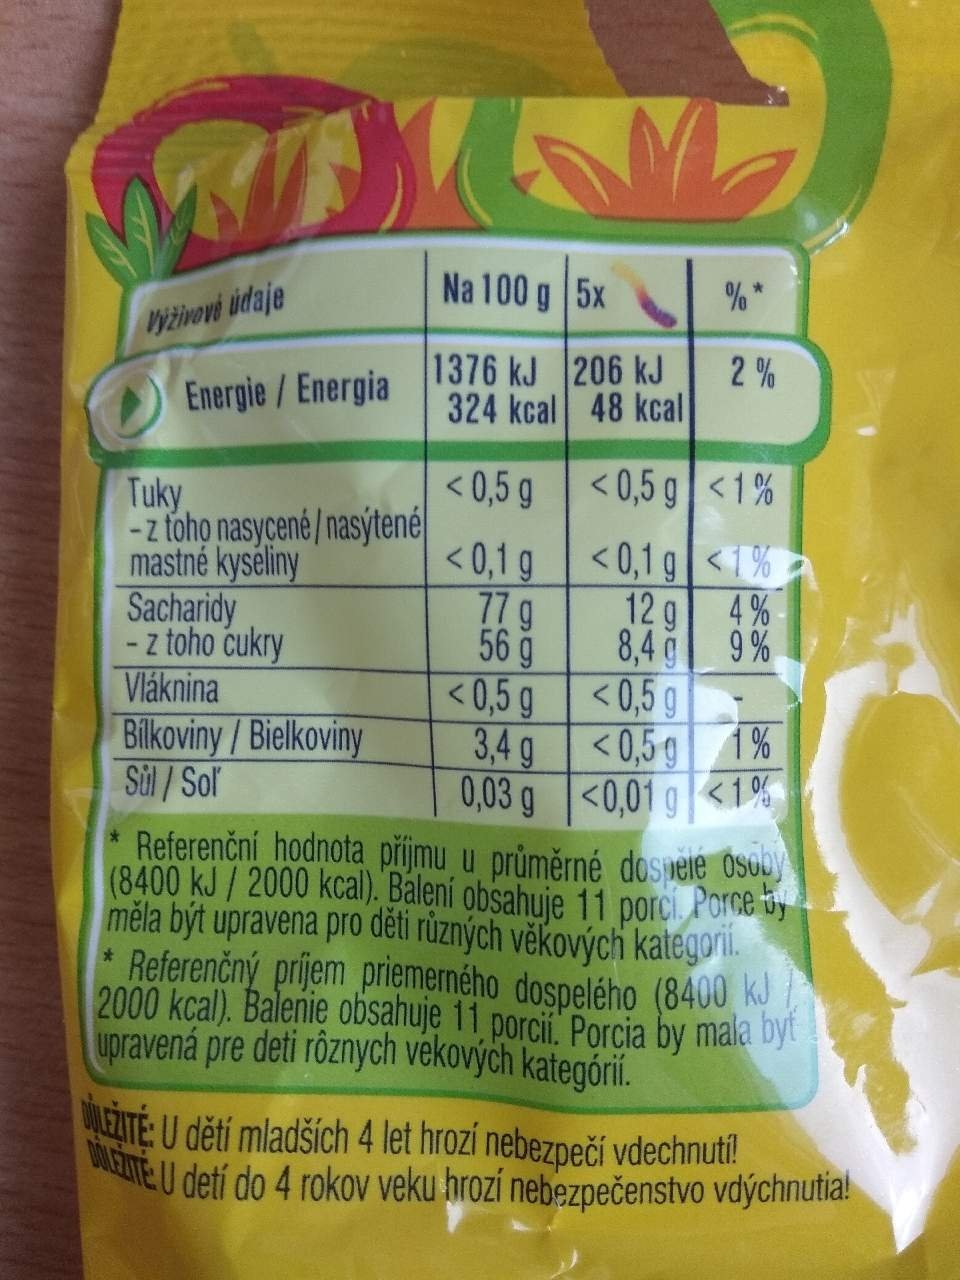 Výživové údaje Na 100 g 5x %*
Energie / Energia 1376 kJ 206 kJ 2 %
324 kcal 48 kcal
Tuky < 0,5 g < 0,5 g < 1 %
- z toho nasycené / nasýtené
mastné kyseliny < 0,1 g < 0,1 g < 1 %
Sacharidy 77 g 12 g 4 %
- z toho cukry 56 g 8,4 g 9 %
Vláknina < 0,5 g < 0,5 g -
Bílkoviny / Bielkoviny 3,4 g < 0,5 g 1 %
Sůl / Soľ 0,03 g <0,01 g < 1 %
* Referenční hodnota příjmu u průměrné dospělé osoby
(8400 kJ / 2000 kcal). Balení obsahuje 11 porcí. Porce by
měla být upravena pro děti různých věkových kategorií.
* Referenčný príjem priemerného dospelého (8400 kJ /
2000 kcal). Balenie obsahuje 11 porcií. Porcia by mala byť
upravená pre deti rôznych vekových kategórií.
DŮLEŽITÉ: U dětí mladších 4 let hrozí nebezpečí vdechnutí!
DÔLEŽITÉ: U detí do 4 rokov veku hrozí nebezpečenstvo vdýchnutia!